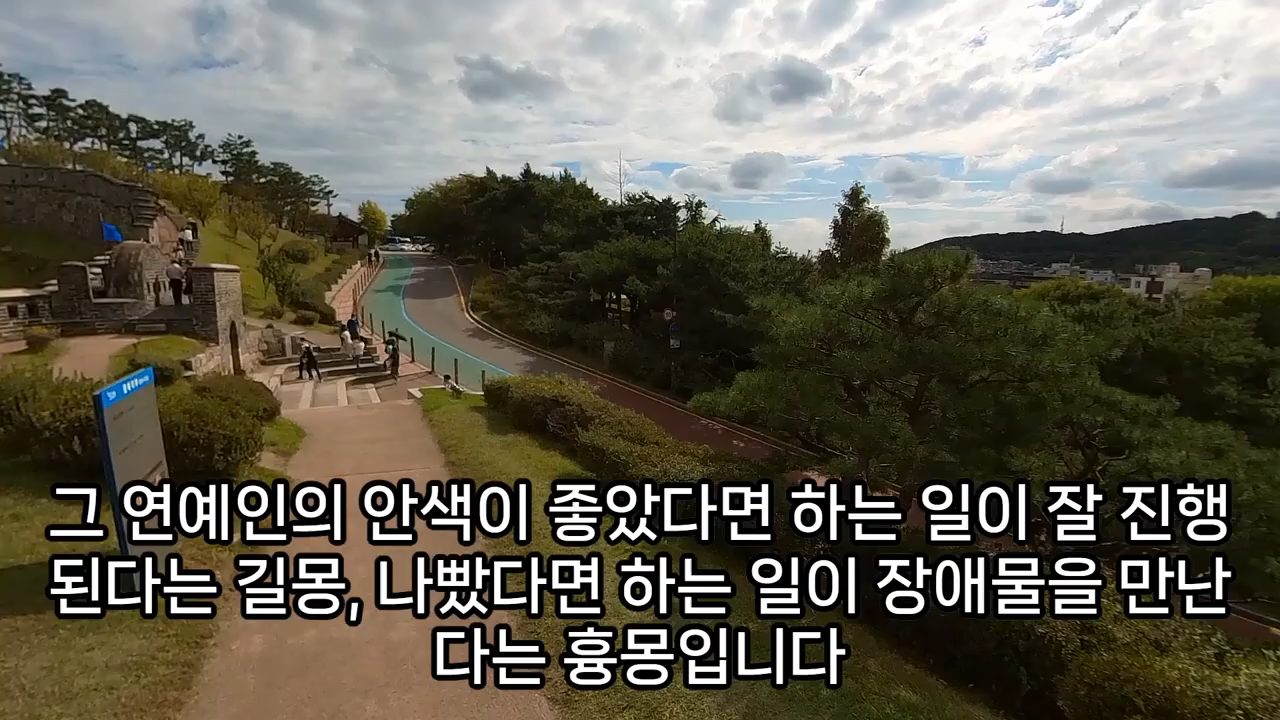 그 연예인의 안색이 좋았다면 하는 일이 잘 진행
된다는 길몽, 나빴다면 하는 일이 장애물을 만난
다는 흉몽입니다